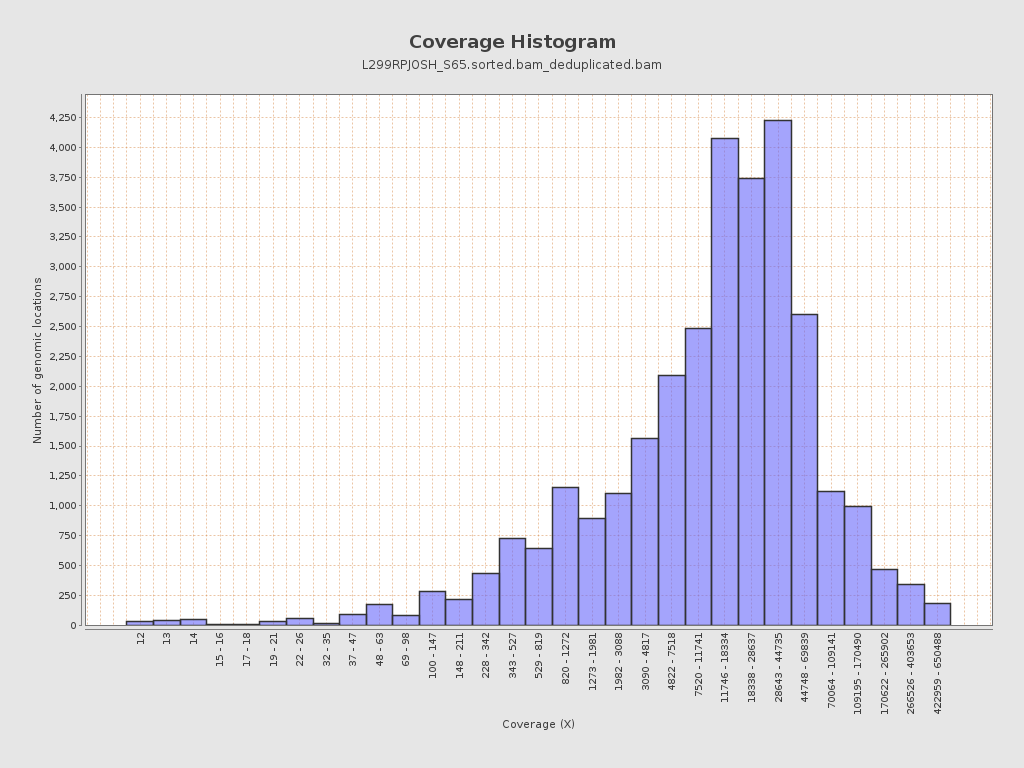 Coverage Histogram
L299RPJOSH_S65.sorted.bam_deduplicated.bam
Number of genomic locations
4,250
4,000
3,750
3,500
3,250
3,000
2,750
2,500
2,250
2,000
1,750
1,500
1,250
1,000
750
500
250
0
12
13
14
15 - 16
17 - 18
19 - 21
22 - 26
32 - 35
37 - 47
48 - 63
69 - 98
100 - 147
148 - 211
228 - 342
343 - 527
529 - 819
820 - 1272
1273 - 1981
1982 - 3088
3090 - 4817
4822 - 7518
7520 - 11741
11746 - 18334
18338 - 28637
28643 - 44735
44748 - 69839
70064 - 109141
109195 - 170490
170622 - 265902
266526 - 403653
422959 - 650488
Coverage (X)